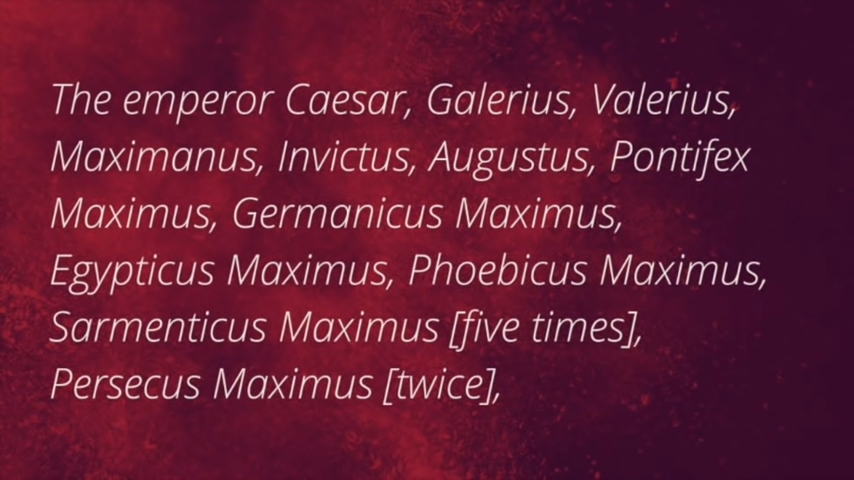 The emperor Caesar, Galerius, Valerius,
Maximanus, Invictus, Augustus, Pontifex
Maximus, Germanicus Maximus,
Egypticus Maximus, Phoebicus Maximus,
Sarmenticus Maximus [five times],
Persecus Maximus [twice],